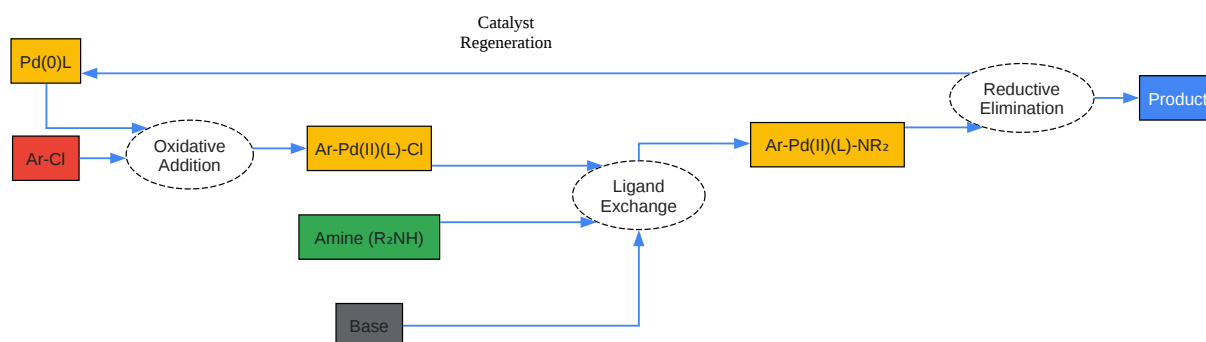 Catalyst
Regeneration
Pd(0)L
Reductive
Elimination
Product
Ar-Cl
Oxidative
Addition
Ar-Pd(II)(L)-Cl
Ar-Pd(II)(L)-NR₂
Ligand
Exchange
Amine (R₂NH)
Base